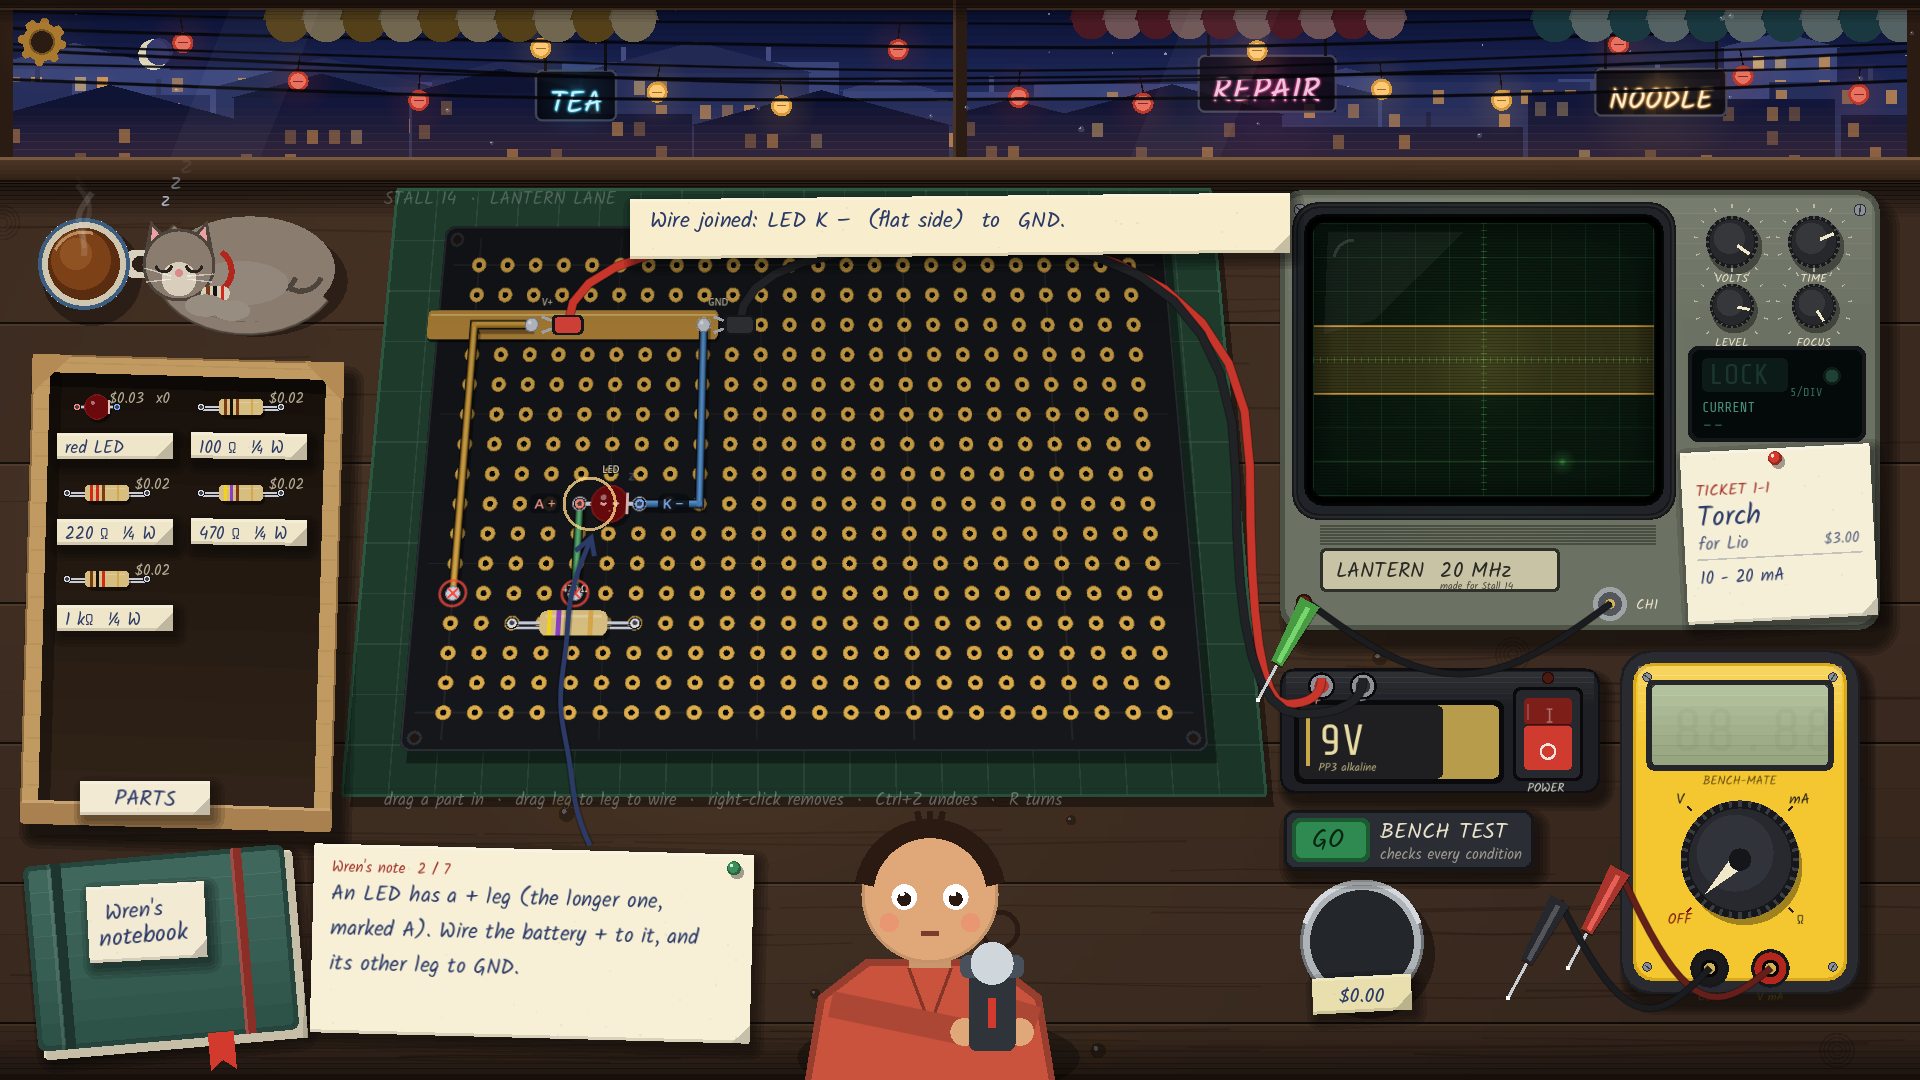 TEA
REPAIR
NOODLE
z
z
STALL 14 · LANTERN LANE
Wire joined: LED K – (flat side) to GND.
V+
GND
LED
A +
K –
drag a part in · drag leg to leg to wire · right-click removes · Ctrl+Z undoes · R turns
$0.03 x0
$0.02
red LED
100 Ω ¼ W
$0.02
$0.02
220 Ω ¼ W
470 Ω ¼ W
$0.02
1 kΩ ¼ W
PARTS
Wren's
notebook
Wren's note 2 / 7
An LED has a + leg (the longer one,
marked A). Wire the battery + to it, and
its other leg to GND.
VOLTS
TIME
LEVEL
FOCUS
LOCK
S/DIV
CURRENT
--
TICKET 1-1
Torch
for Lio
$3.00
10 - 20 mA
LANTERN 20 MHz
made for Stall 14
CH1
9V
PP3 alkaline
I
POWER
GO
BENCH TEST
checks every condition
$0.00
BENCH-MATE
V
mA
OFF
Ω